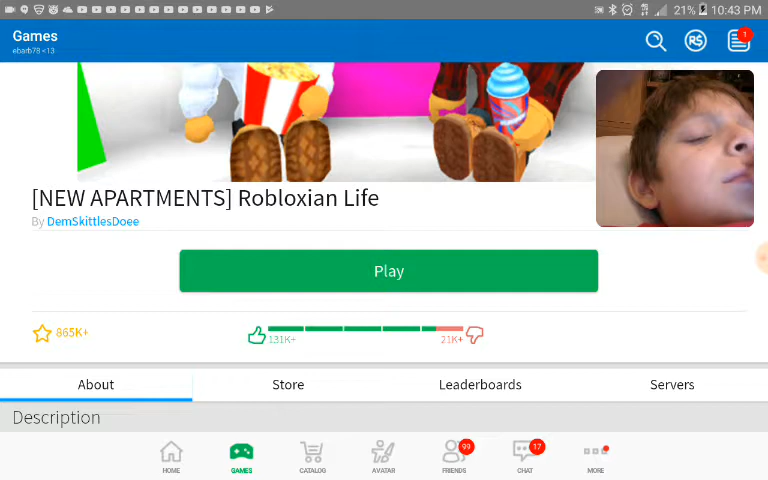 21% 10:43 PM
Games
ebarb78 <13
R$
1
[NEW APARTMENTS] Robloxian Life
By DemSkittlesDoee
Play
865K+
131K+
21K+
About Store Leaderboards Servers
Description
99 17
HOME GAMES CATALOG AVATAR FRIENDS CHAT MORE